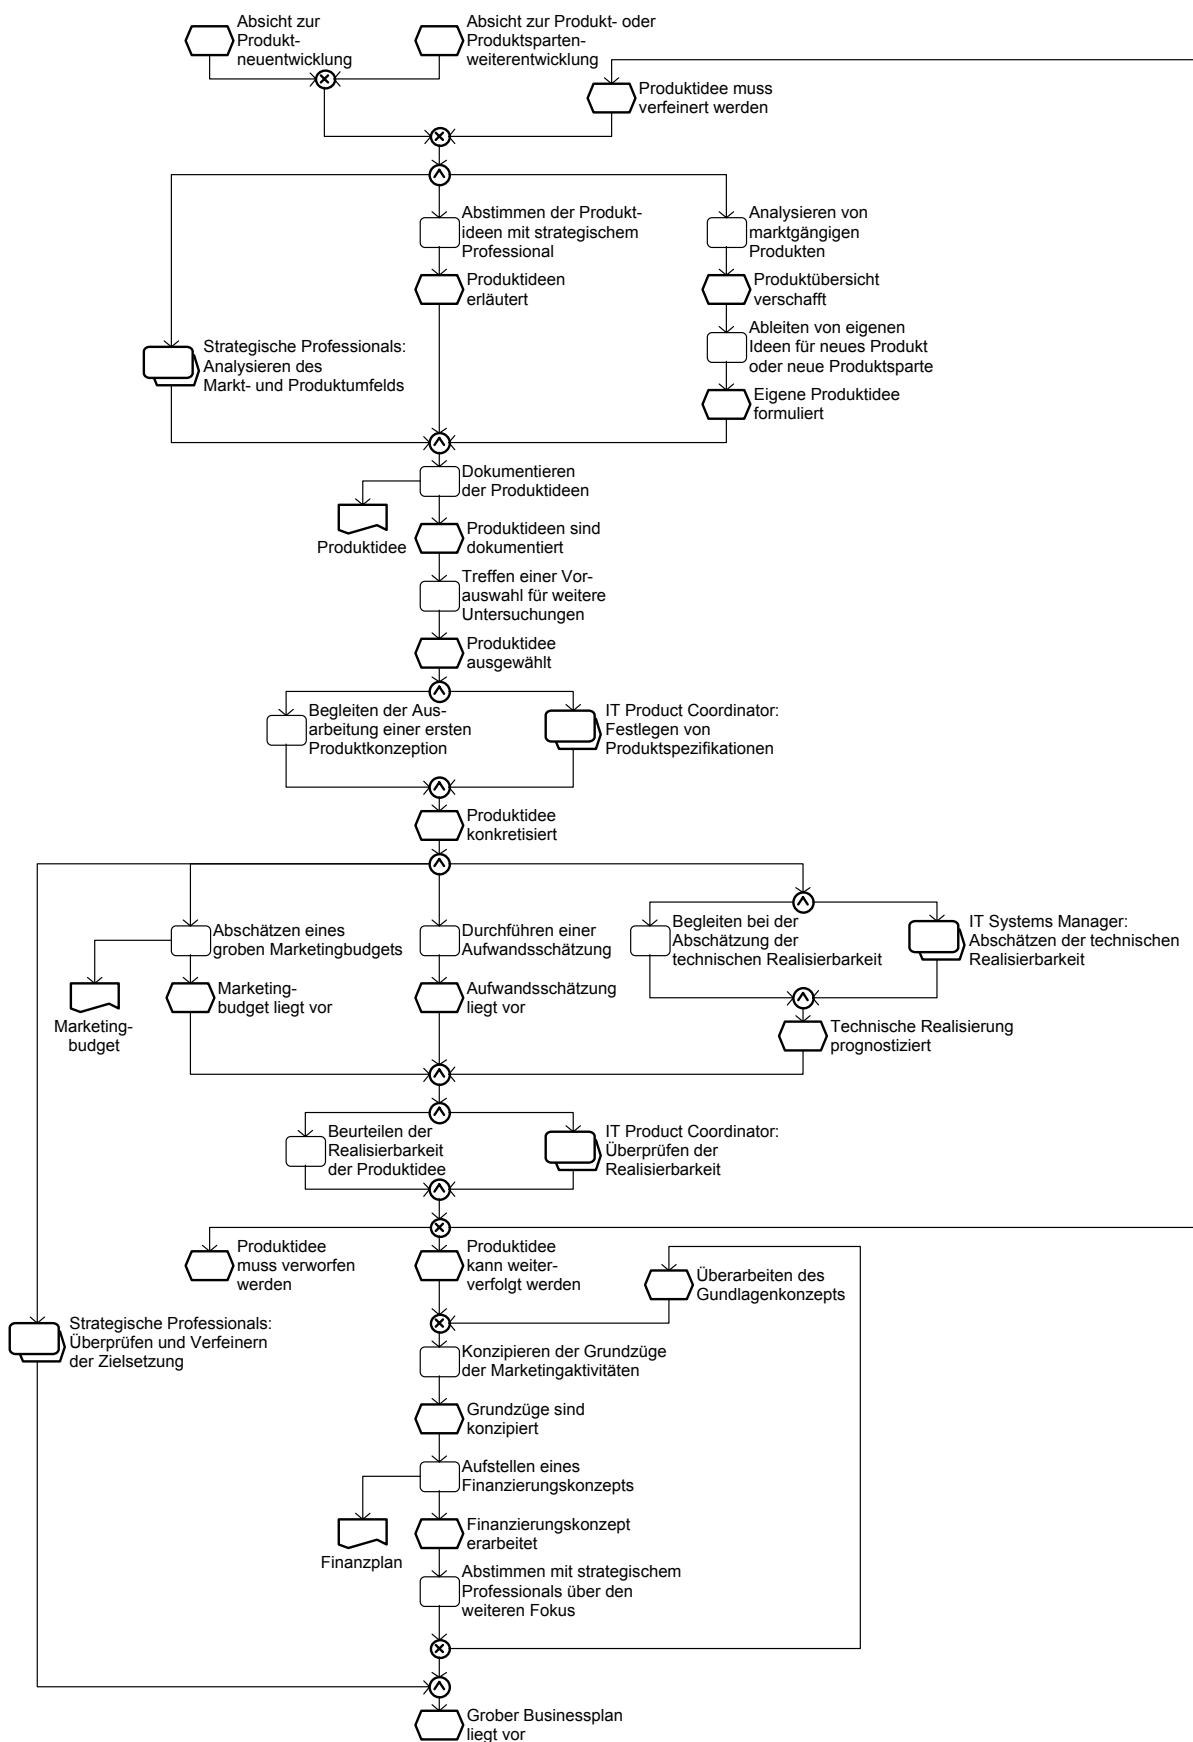 Absicht zur
Produkt-
neuentwicklung
Absicht zur Produkt- oder
Produktsparten-
weiterentwicklung
Produktidee muss
verfeinert werden
Abstimmen der Produkt-
ideen mit strategischem
Professional
Analysieren von
marktgängigen
Produkten
Produktideen
erläutert
Produktübersicht
verschafft
Strategische Professionals:
Analysieren des
Markt- und Produktumfelds
Ableiten von eigenen
Ideen für neues Produkt
oder neue Produktsparte
Eigene Produktidee
formuliert
Dokumentieren
der Produktideen
Produktidee
Produktideen sind
dokumentiert
Treffen einer Vor-
auswahl für weitere
Untersuchungen
Produktidee
ausgewählt
Begleiten der Aus-
arbeitung einer ersten
Produktkonzeption
IT Product Coordinator:
Festlegen von
Produktspezifikationen
Produktidee
konkretisiert
Abschätzen eines
groben Marketingbudgets
Durchführen einer
Aufwandsschätzung
Begleiten bei der
Abschätzung der
technischen Realisierbarkeit
IT Systems Manager:
Abschätzen der technischen
Realisierbarkeit
Marketing-
budget
Marketing-
budget liegt vor
Aufwandsschätzung
liegt vor
Technische Realisierung
prognostiziert
Beurteilen der
Realisierbarkeit
der Produktidee
IT Product Coordinator:
Überprüfen der
Realisierbarkeit
Produktidee
muss verworfen
werden
Produktidee
kann weiter-
verfolgt werden
Überarbeiten des
Gundlagenkonzepts
Strategische Professionals:
Überprüfen und Verfeinern
der Zielsetzung
Konzipieren der Grundzüge
der Marketingaktivitäten
Grundzüge sind
konzipiert
Aufstellen eines
Finanzierungskonzepts
Finanzplan
Finanzierungskonzept
erarbeitet
Abstimmen mit strategischem
Professionals über den
weiteren Fokus
Grober Businessplan
liegt vor